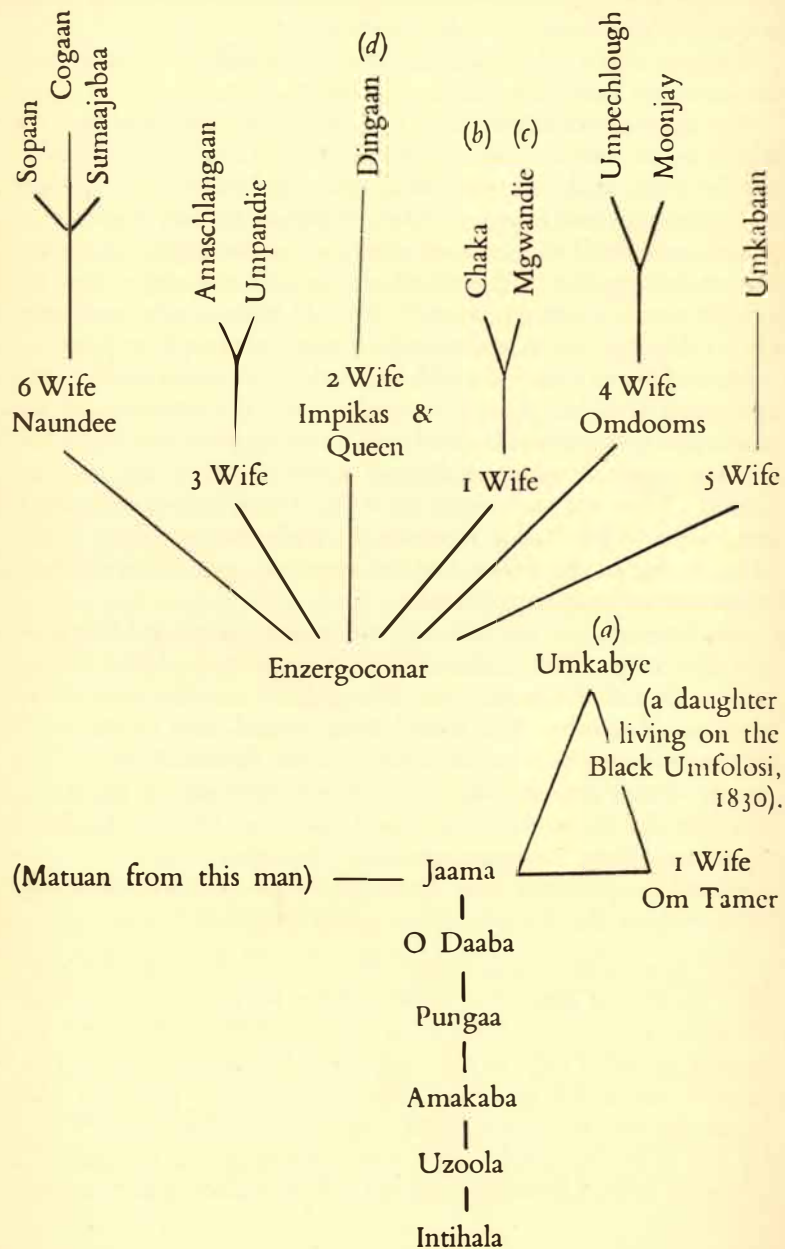 Sopaan
Cogaan
Sumaajabaa
Amaschlangaan
Umpandie
(d)
Dingaan
(b) (c)
Chaka
Mgwandie
Umpechlough
Moonjay
Umkabaan
6 Wife
Naundee
3 Wife
2 Wife
Impikas &
Queen
1 Wife
4 Wife
Omdooms
5 Wife
Enzergoconar
(a)
Umkabye
(a daughter
living on the
Black Umfolosi,
1830).
(Matuan from this man)
Jaama
1 Wife
Om Tamer
O Daaba
Pungaa
Amakaba
Uzoola
Intihala